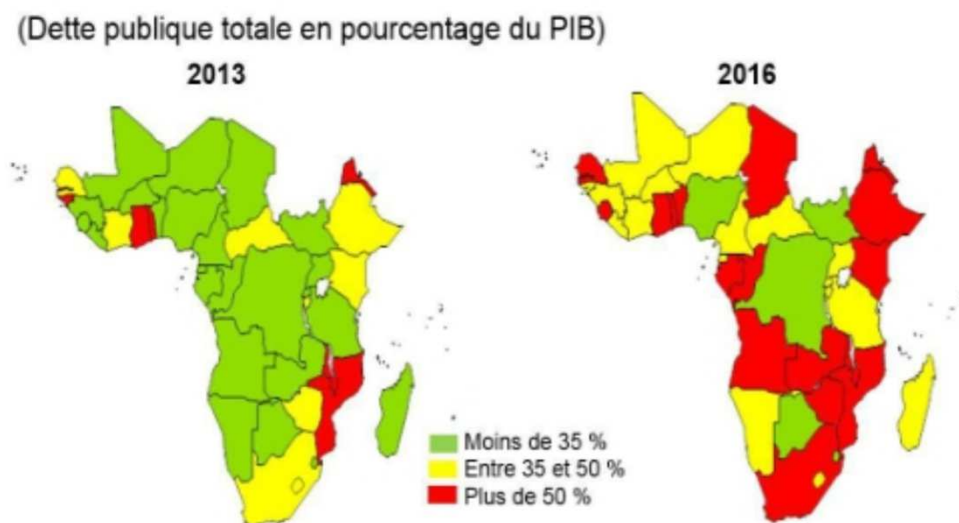 (Dette publique totale en pourcentage du PIB)
2013
2016
Moins de 35 %
Entre 35 et 50 %
Plus de 50 %